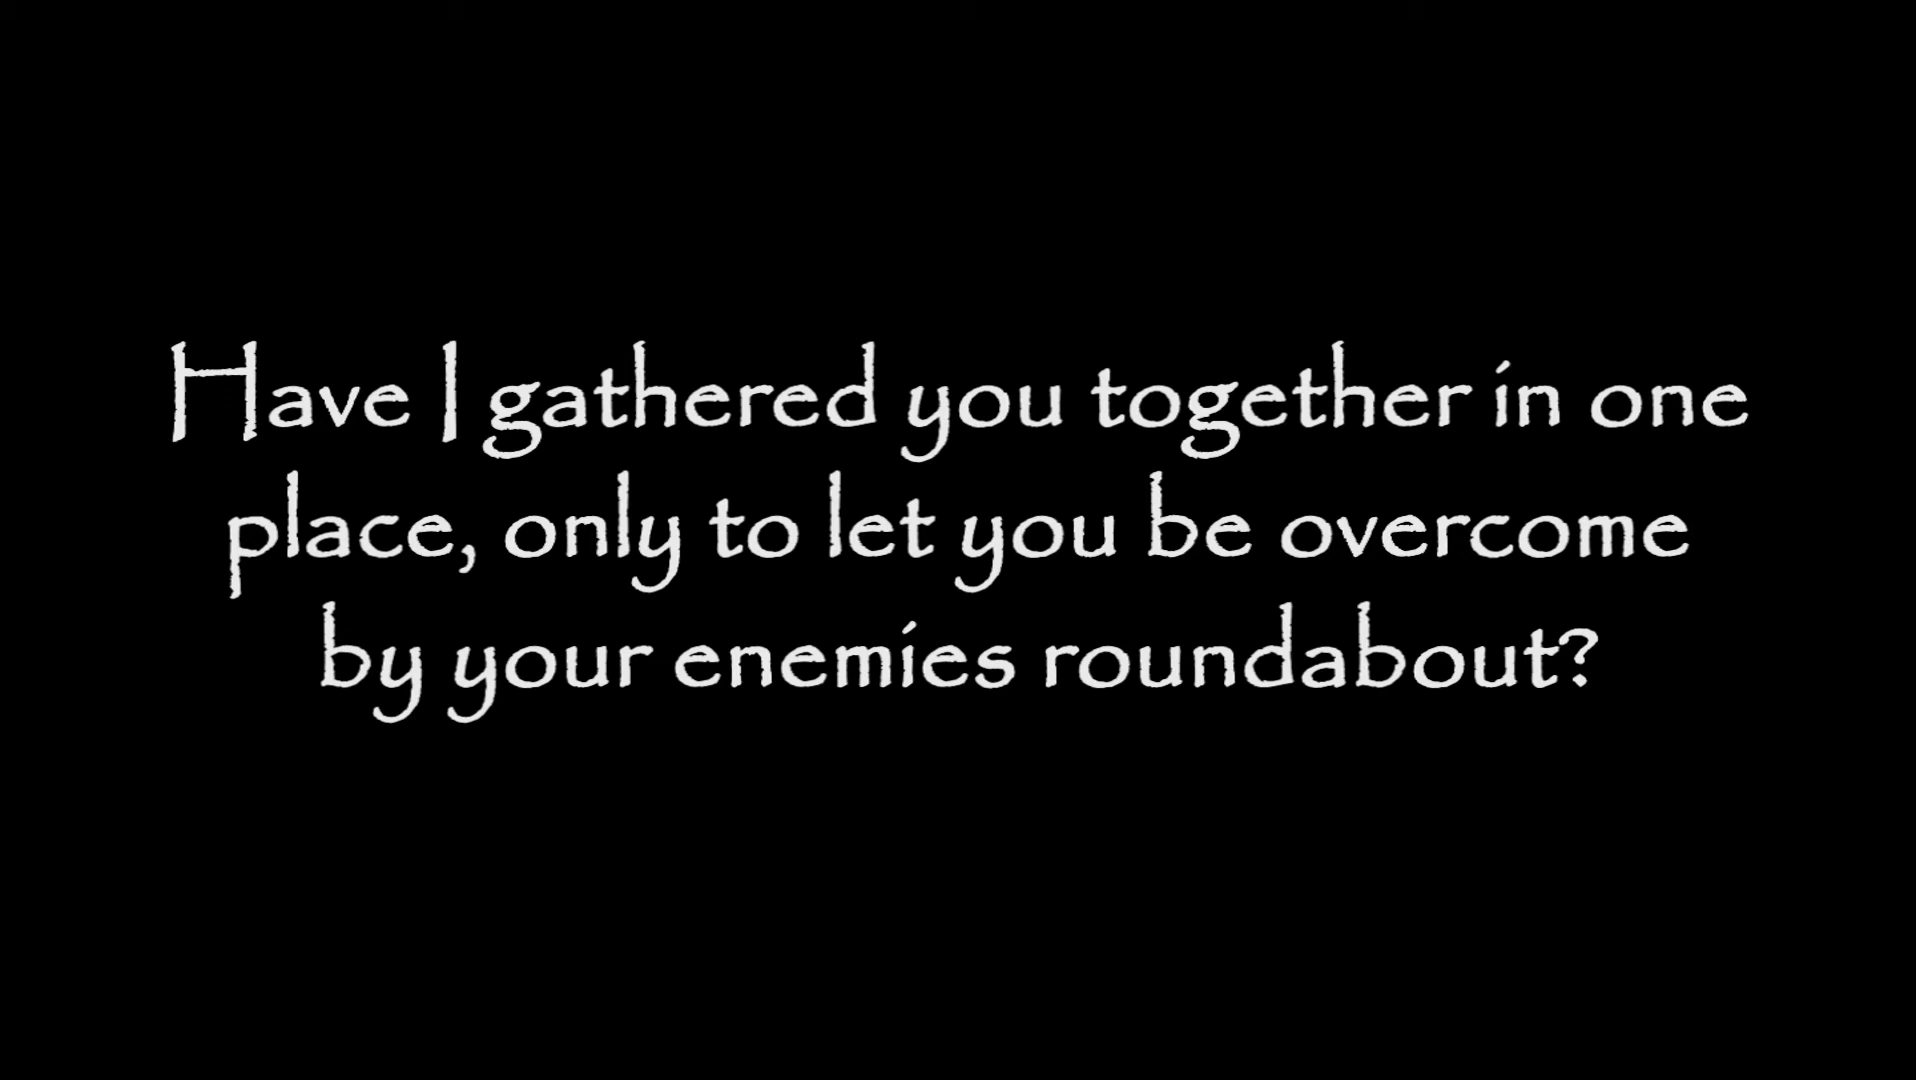 Have I gathered you together in one
place, only to let you be overcome
by your enemies roundabout?